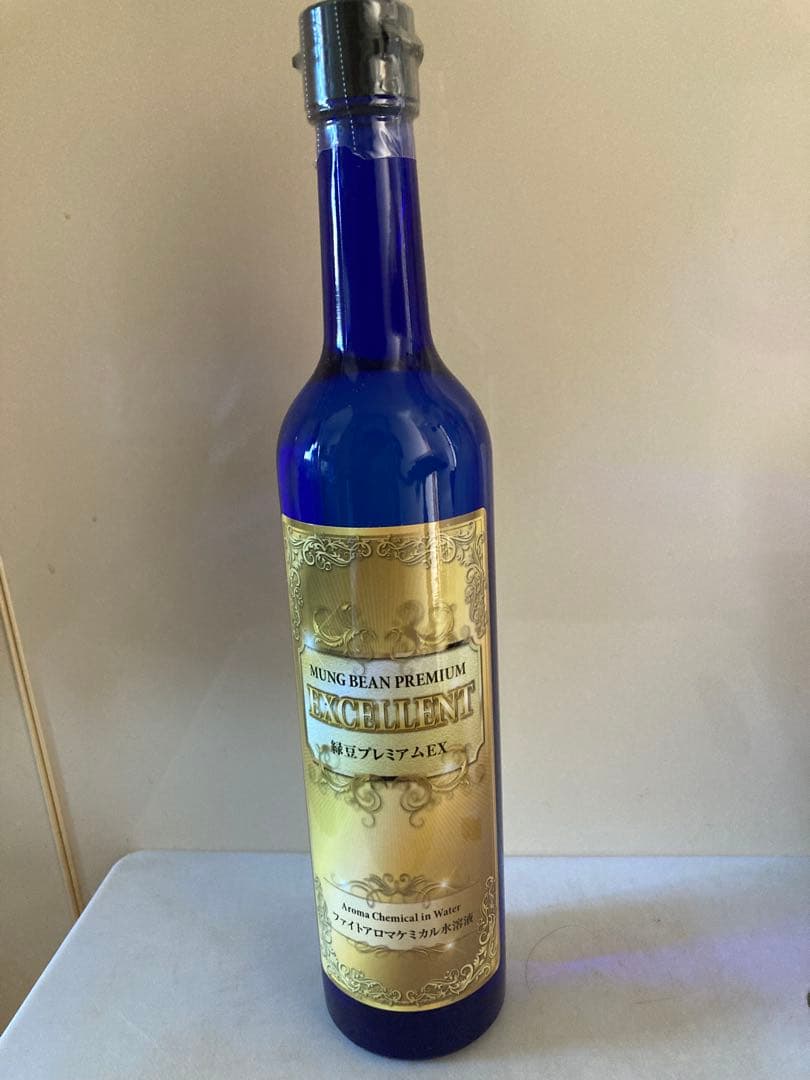 MUNG BEAN PREMIUM
EXCELLENT
緑豆プレミアムEX
Aroma Chemical in Water
ファイトアロマケミカル水溶液